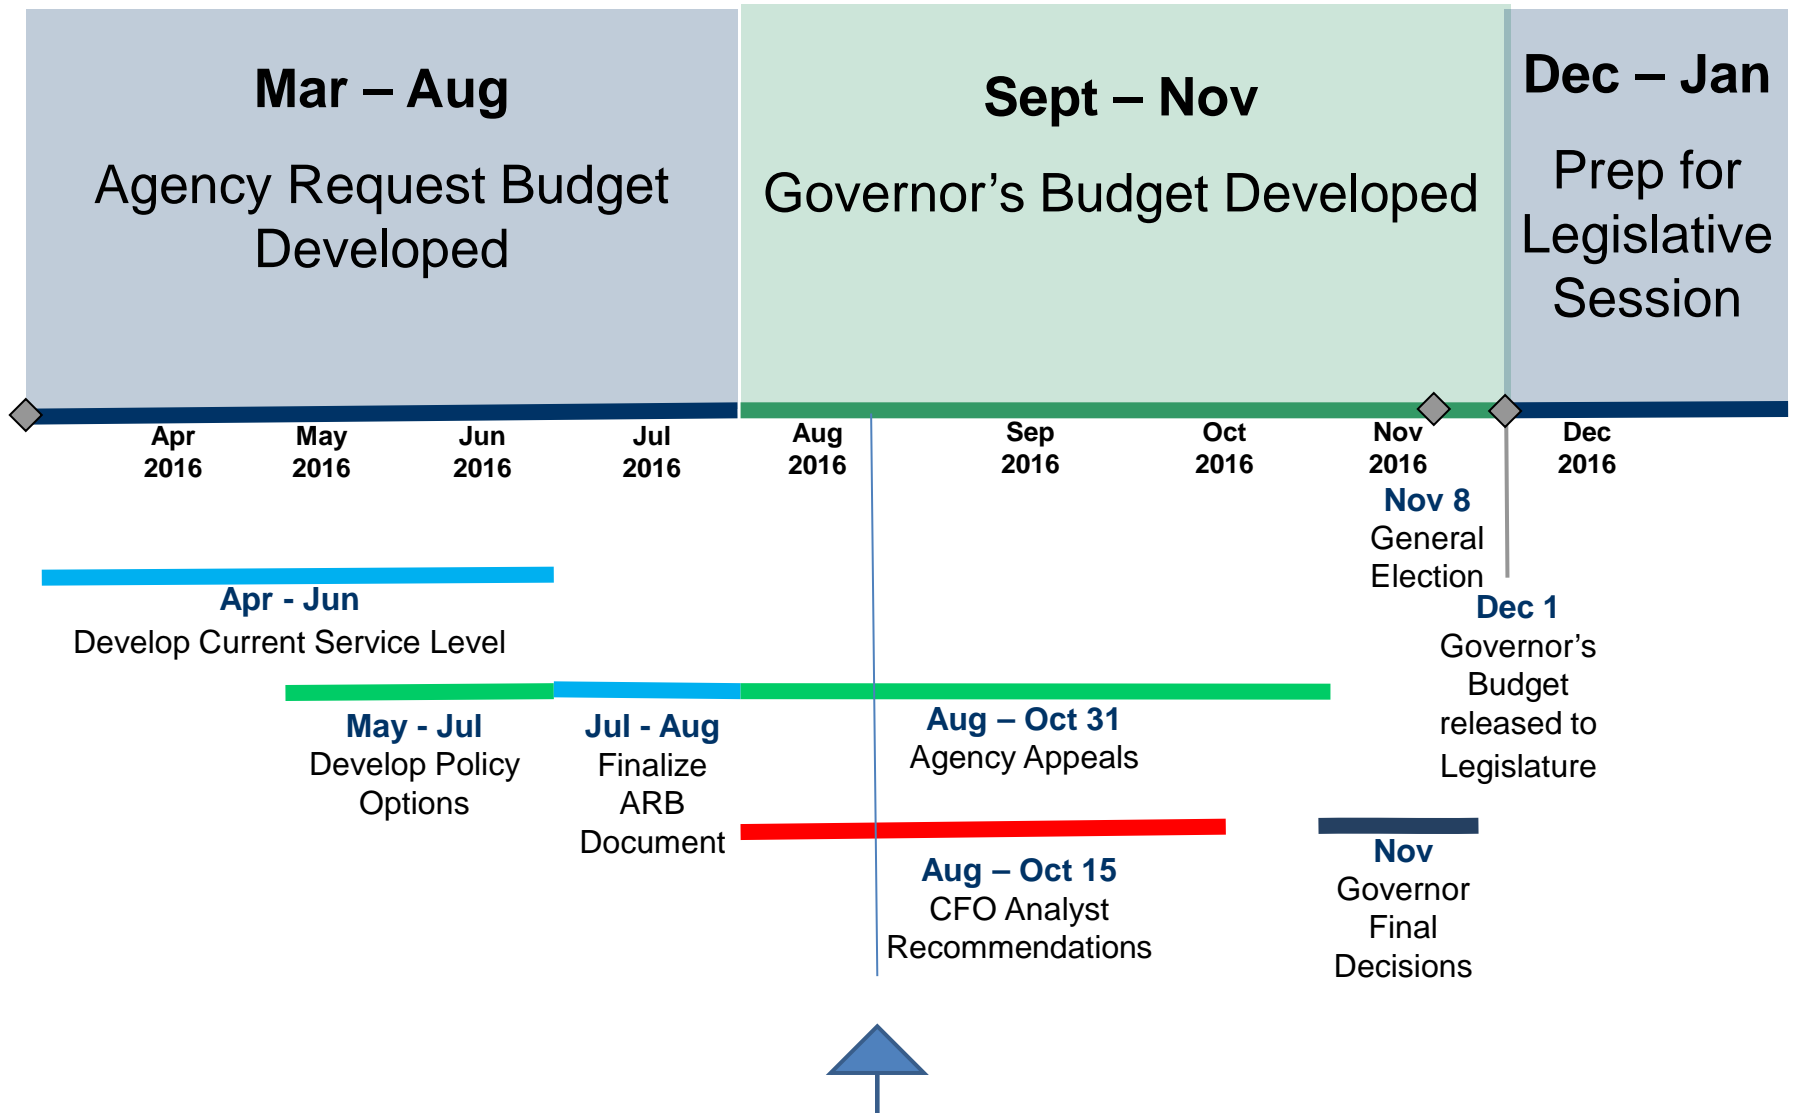 Mar – Aug
Agency Request Budget
Developed
Sept – Nov
Governor’s Budget Developed
Dec – Jan
Prep for
Legislative
Session
Apr
2016
May
2016
Jun
2016
Jul
2016
Aug
2016
Sep
2016
Oct
2016
Nov
2016
Dec
2016
Nov 8
General
Election
Apr - Jun
Develop Current Service Level
Dec 1
Governor’s
Budget
released to
Legislature
May - Jul
Develop Policy
Options
Jul - Aug
Finalize
ARB
Document
Aug – Oct 31
Agency Appeals
Aug – Oct 15
CFO Analyst
Recommendations
Nov
Governor
Final
Decisions